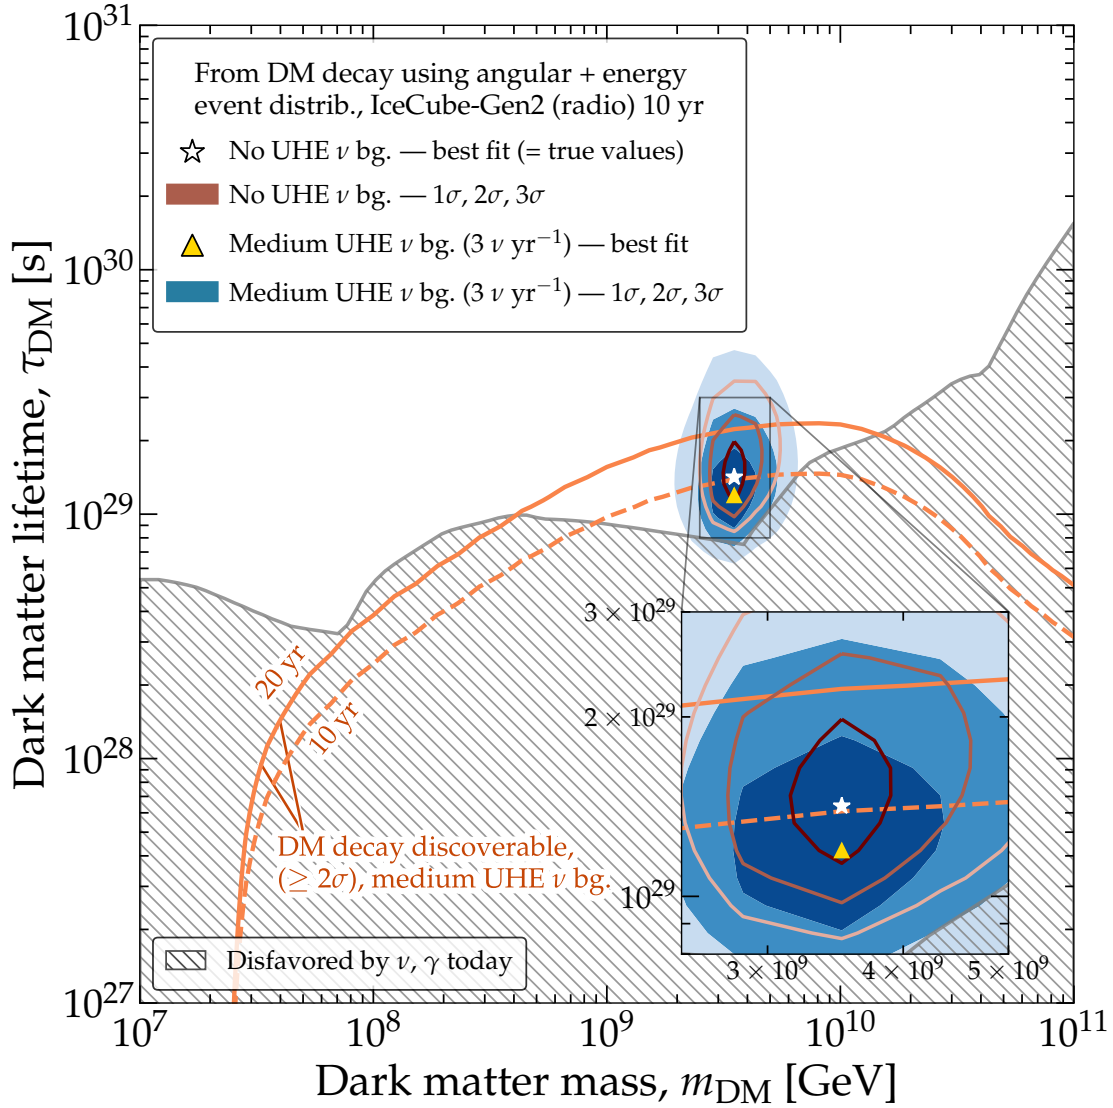 10³¹
10³⁰
10²⁹
10²⁸
10²⁷
Dark matter lifetime, τ_DM [s]
From DM decay using angular + energy
event distrib., IceCube-Gen2 (radio) 10 yr
No UHE ν bg. — best fit (= true values)
No UHE ν bg. — 1σ, 2σ, 3σ
Medium UHE ν bg. (3 ν yr⁻¹) — best fit
Medium UHE ν bg. (3 ν yr⁻¹) — 1σ, 2σ, 3σ
20 yr
10 yr
DM decay discoverable,
(≥ 2σ), medium UHE ν bg.
3 × 10²⁹
2 × 10²⁹
10²⁹
3 × 10⁹ 4 × 10⁹ 5 × 10⁹
Disfavored by ν, γ today
10⁷ 10⁸ 10⁹ 10¹⁰ 10¹¹
Dark matter mass, m_DM [GeV]